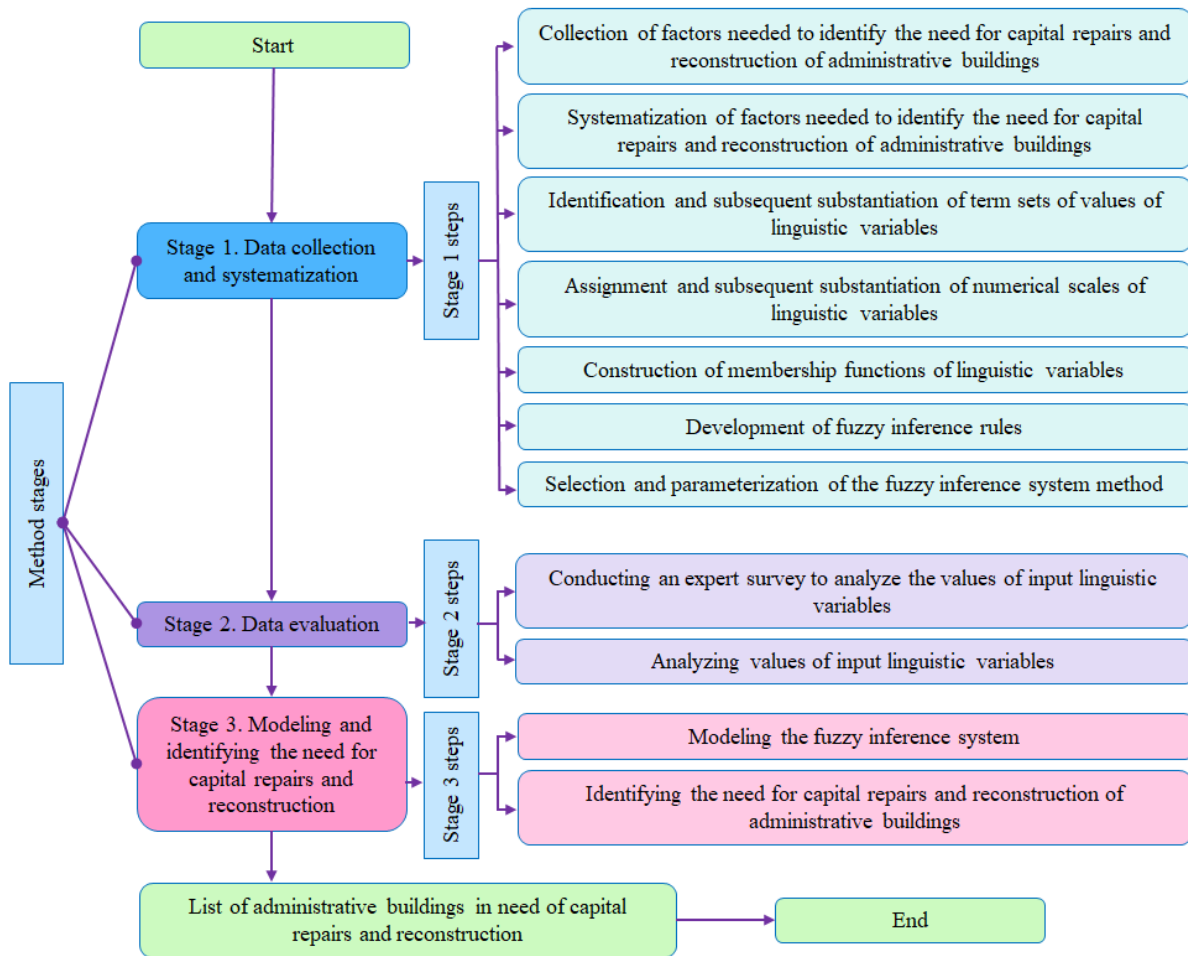 Start
Collection of factors needed to identify the need for capital repairs and
reconstruction of administrative buildings
Systematization of factors needed to identify the need for capital
repairs and reconstruction of administrative buildings
Identification and subsequent substantiation of term sets of values of
linguistic variables
Stage 1. Data collection
and systematization
Stage 1 steps
Assignment and subsequent substantiation of numerical scales of
linguistic variables
Construction of membership functions of linguistic variables
Development of fuzzy inference rules
Selection and parameterization of the fuzzy inference system method
Method stages
Stage 2. Data evaluation
Stage 2 steps
Conducting an expert survey to analyze the values of input linguistic
variables
Analyzing values of input linguistic variables
Stage 3. Modeling and
identifying the need for
capital repairs and
reconstruction
Stage 3 steps
Modeling the fuzzy inference system
Identifying the need for capital repairs and reconstruction of
administrative buildings
List of administrative buildings in need of capital
repairs and reconstruction
End